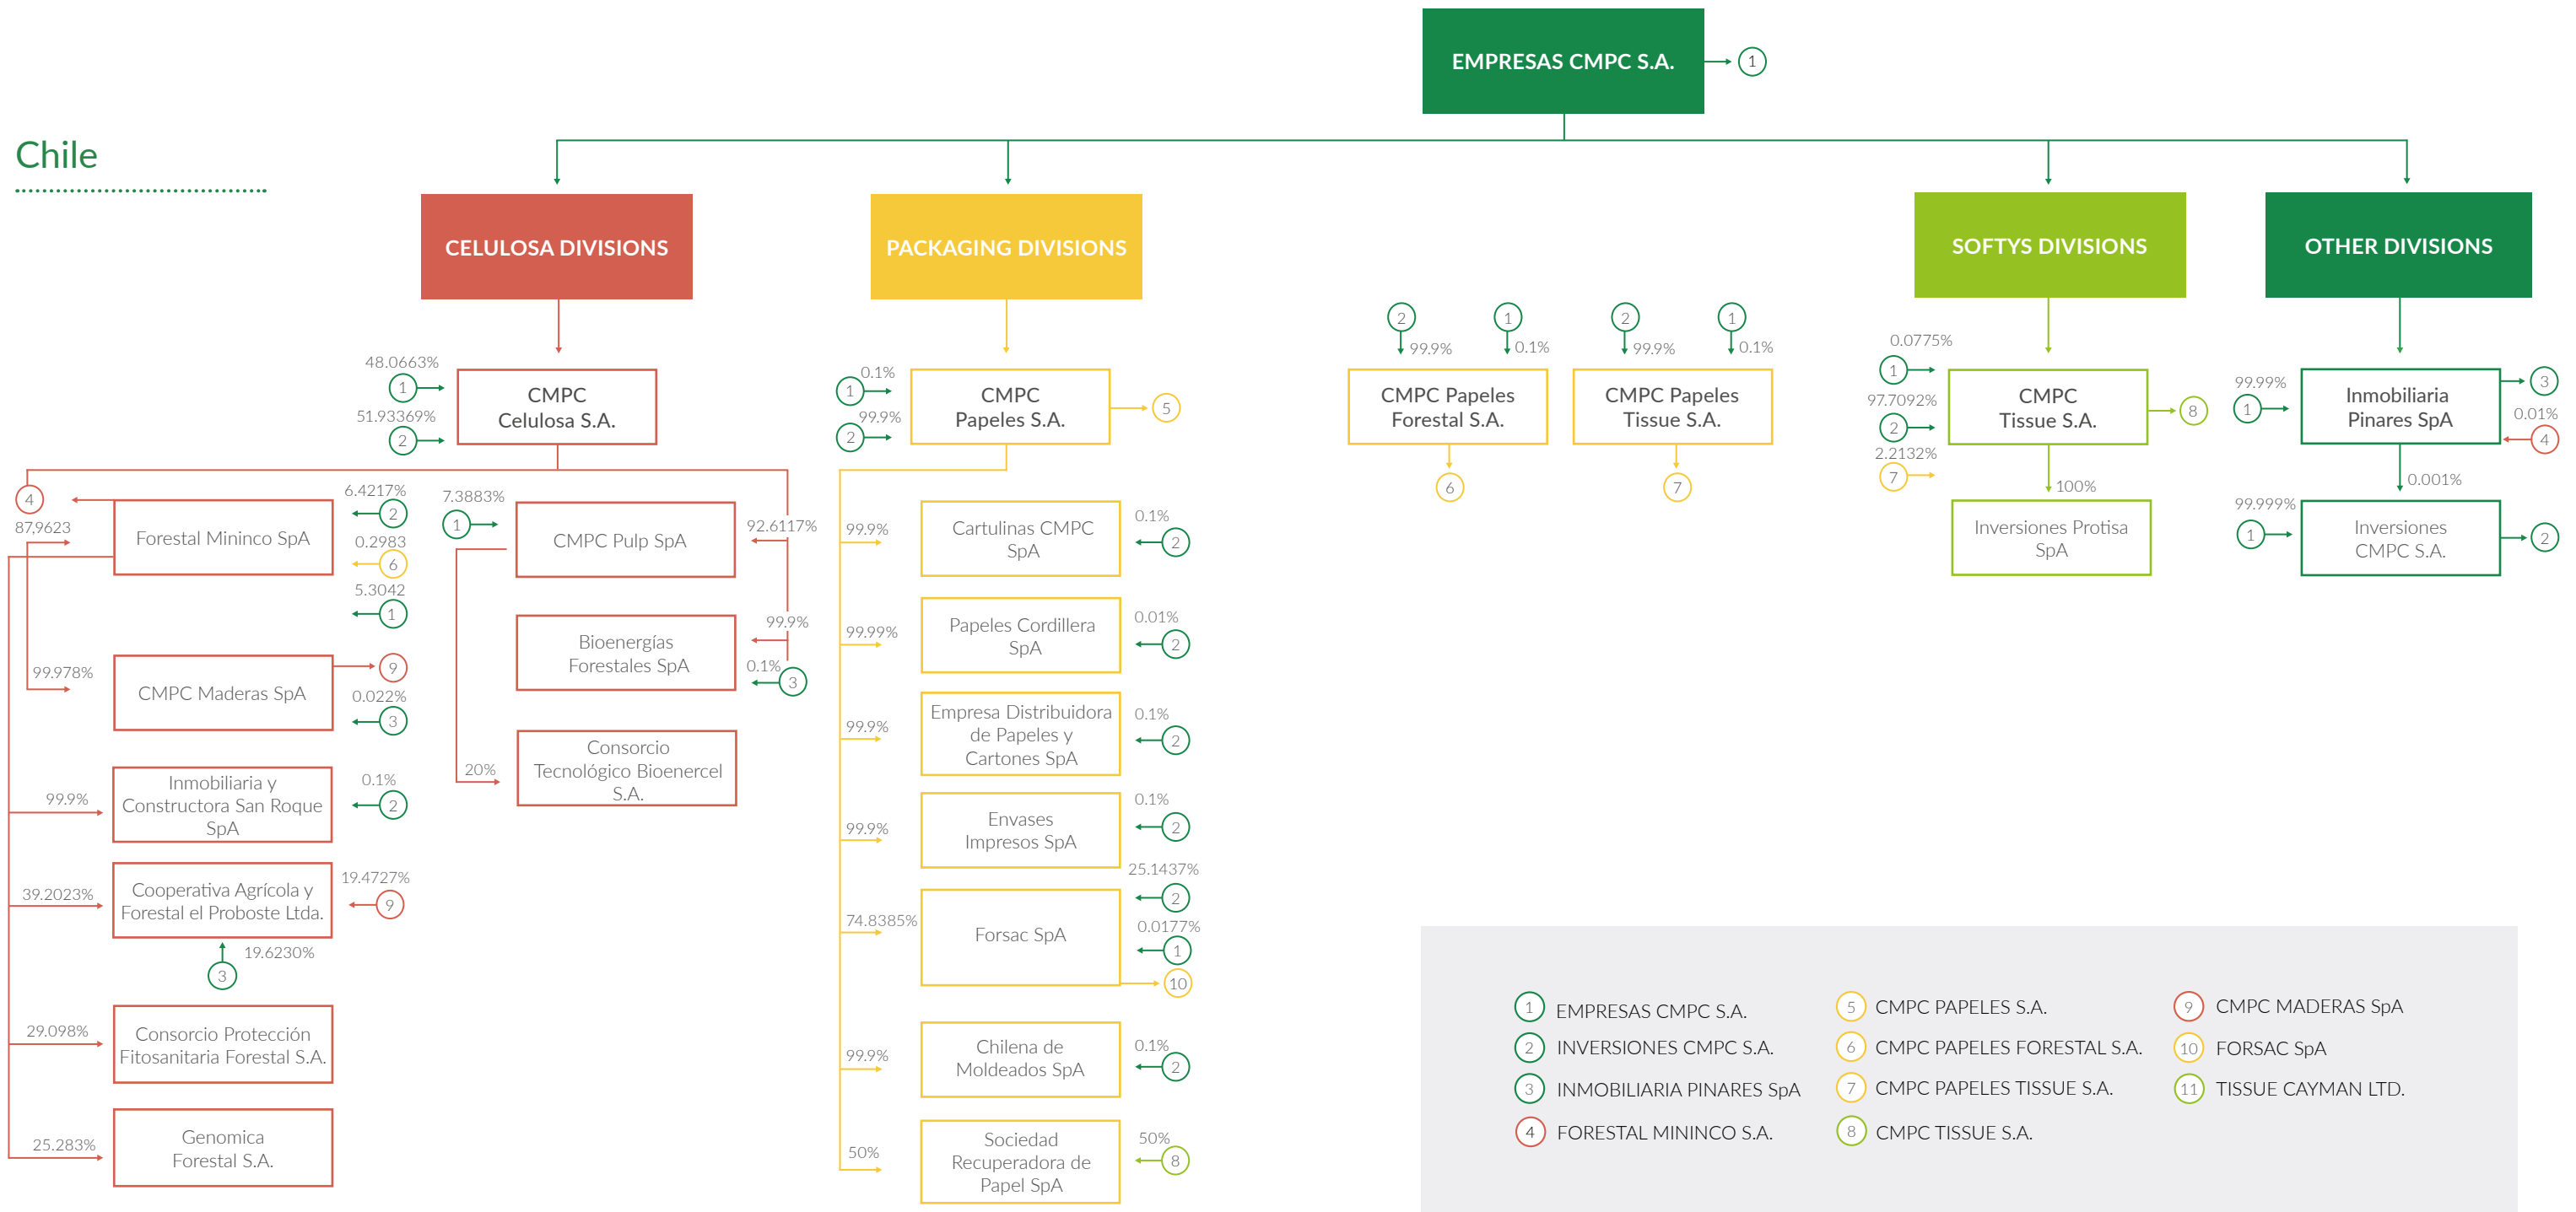 EMPRESAS CMPC S.A.
1
Chile
CELULOSA DIVISIONS
PACKAGING DIVISIONS
SOFTYS DIVISIONS
OTHER DIVISIONS
48.0663%
1
51.93369%
2
CMPC
Celulosa S.A.
0.1%
1
99.9%
2
CMPC
Papeles S.A.
5
2
99.9%
1
0.1%
CMPC Papeles
Forestal S.A.
6
2
99.9%
1
0.1%
CMPC Papeles
Tissue S.A.
7
0.0775%
1
97.7092%
2
2.2132%
7
CMPC
Tissue S.A.
8
100%
Inversiones Protisa
SpA
99.99%
1
Inmobiliaria
Pinares SpA
3
0.01%
4
0.001%
99.999%
1
Inversiones
CMPC S.A.
2
4
87,9623
Forestal Mininco SpA
6.4217%
2
0.2983
6
5.3042
1
99.978%
CMPC Maderas SpA
9
0.022%
3
99.9%
Inmobiliaria y
Constructora San Roque
SpA
0.1%
2
39.2023%
Cooperativa Agrícola y
Forestal el Proboste Ltda.
19.4727%
9
19.6230%
3
29.098%
Consorcio Protección
Fitosanitaria Forestal S.A.
25.283%
Genomica
Forestal S.A.
7.3883%
1
CMPC Pulp SpA
92.6117%
Bioenergías
Forestales SpA
99.9%
0.1%
3
20%
Consorcio
Tecnológico Bioenercel
S.A.
99.9%
Cartulinas CMPC
SpA
0.1%
2
99.99%
Papeles Cordillera
SpA
0.01%
2
99.9%
Empresa Distribuidora
de Papeles y
Cartones SpA
0.1%
2
99.9%
Envases
Impresos SpA
0.1%
2
74.8385%
Forsac SpA
25.1437%
2
0.0177%
1
10
99.9%
Chilena de
Moldeados SpA
0.1%
2
50%
Sociedad
Recuperadora de
Papel SpA
50%
8
1 EMPRESAS CMPC S.A.
2 INVERSIONES CMPC S.A.
3 INMOBILIARIA PINARES SpA
4 FORESTAL MININCO S.A.
5 CMPC PAPELES S.A.
6 CMPC PAPELES FORESTAL S.A.
7 CMPC PAPELES TISSUE S.A.
8 CMPC TISSUE S.A.
9 CMPC MADERAS SpA
10 FORSAC SpA
11 TISSUE CAYMAN LTD.